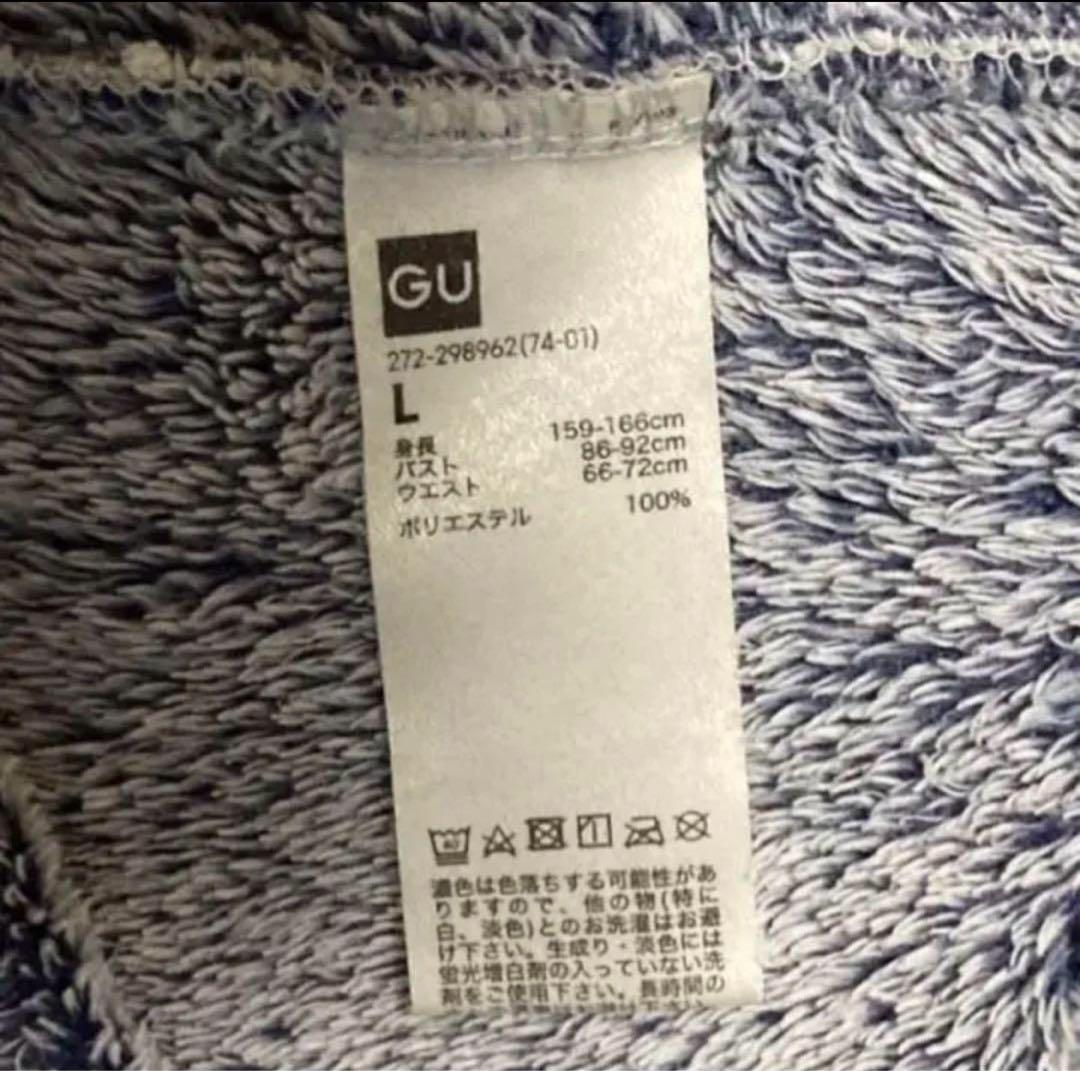 GU
272-298962(74-01)
L
身長 159-166cm
バスト 86-92cm
ウエスト 66-72cm
ポリエステル 100%
40
濃色は色落ちする可能性があ
りますので、他の物(特に
白、淡色)とのお洗濯はお避
け下さい。生成り・淡色には
蛍光増白剤の入っていない洗
剤をご使用下さい。長時間の